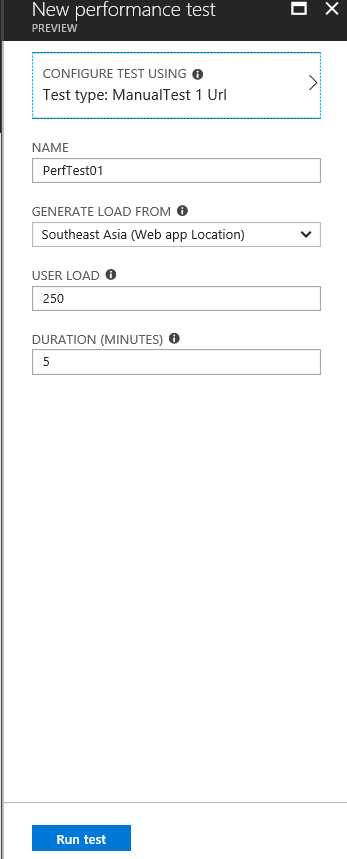 New performance test
PREVIEW
CONFIGURE TEST USING
Test type: ManualTest 1 Url
NAME
PerfTest01
GENERATE LOAD FROM
Southeast Asia (Web app Location)
USER LOAD
250
DURATION (MINUTES)
5
Run test